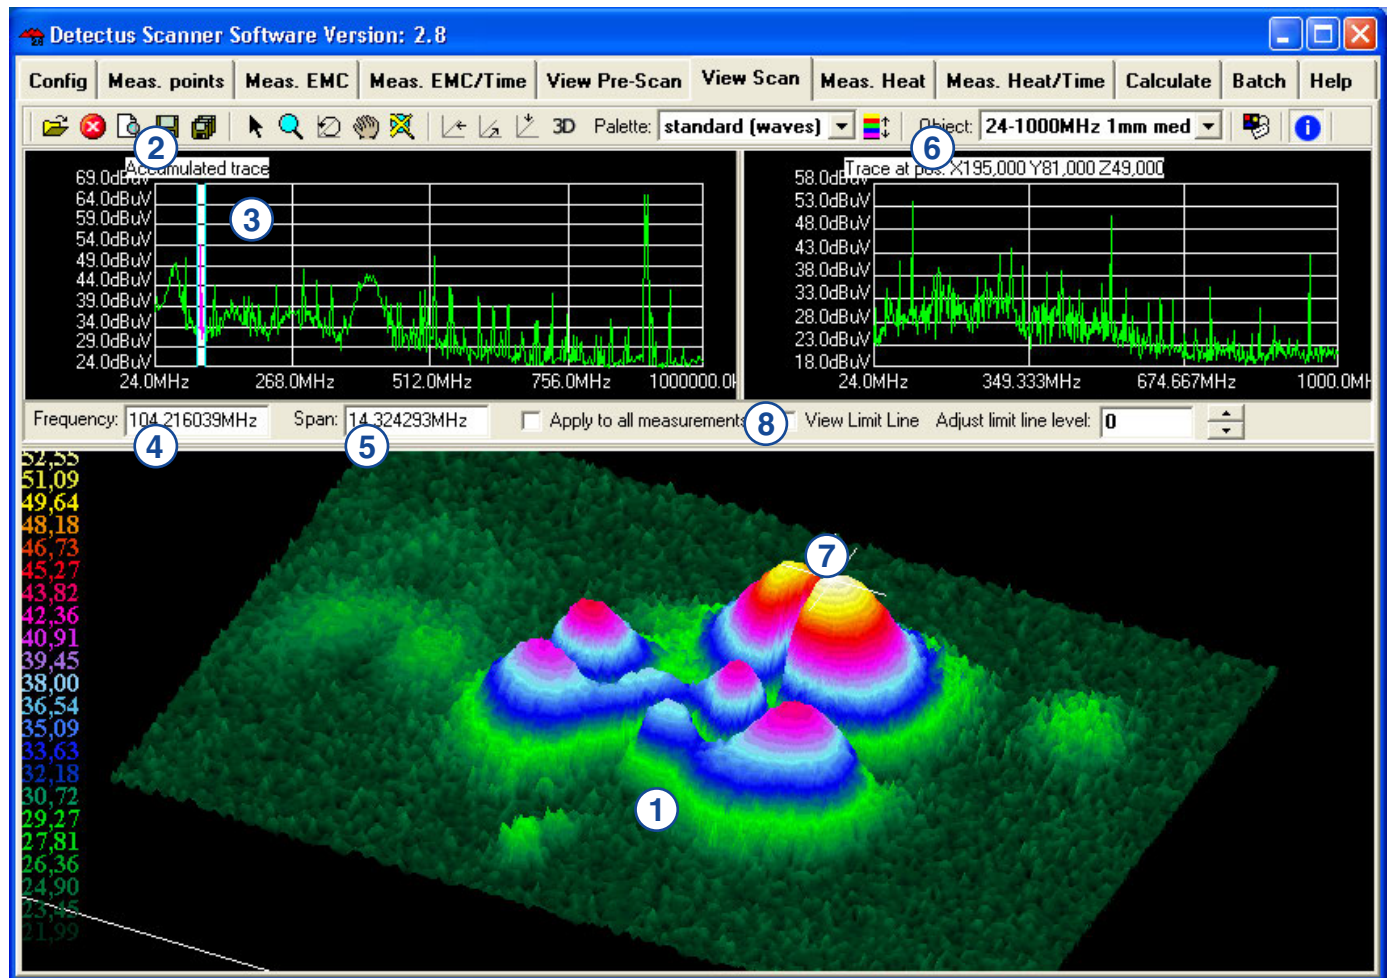 Detectus Scanner Software Version: 2.8
Config Meas. points Meas. EMC Meas. EMC/Time View Pre-Scan View Scan Meas. Heat Meas. Heat/Time Calculate Batch Help
3D Palette: standard (waves) Object: 24-1000MHz 1mm med
2
6
Accumulated trace
69.0dBuV
64.0dBuV
59.0dBuV
54.0dBuV
49.0dBuV
44.0dBuV
39.0dBuV
34.0dBuV
29.0dBuV
24.0dBuV
3
24.0MHz 268.0MHz 512.0MHz 756.0MHz 1000000.0
Trace at pos. X195,000 Y81,000 Z49,000
58.0dBuV
53.0dBuV
48.0dBuV
43.0dBuV
38.0dBuV
33.0dBuV
28.0dBuV
23.0dBuV
18.0dBuV
24.0MHz 349.333MHz 674.667MHz 1000.0MH
Frequency: 104.216039MHz Span: 14.324293MHz Apply to all measurements View Limit Line Adjust limit line level: 0
4
5
8
52,55
51,09
49,64
48,18
46,73
45,27
43,82
42,36
40,91
39,45
38,00
36,54
35,09
33,63
32,18
30,72
29,27
27,81
26,36
24,90
23,45
21,99
7
1